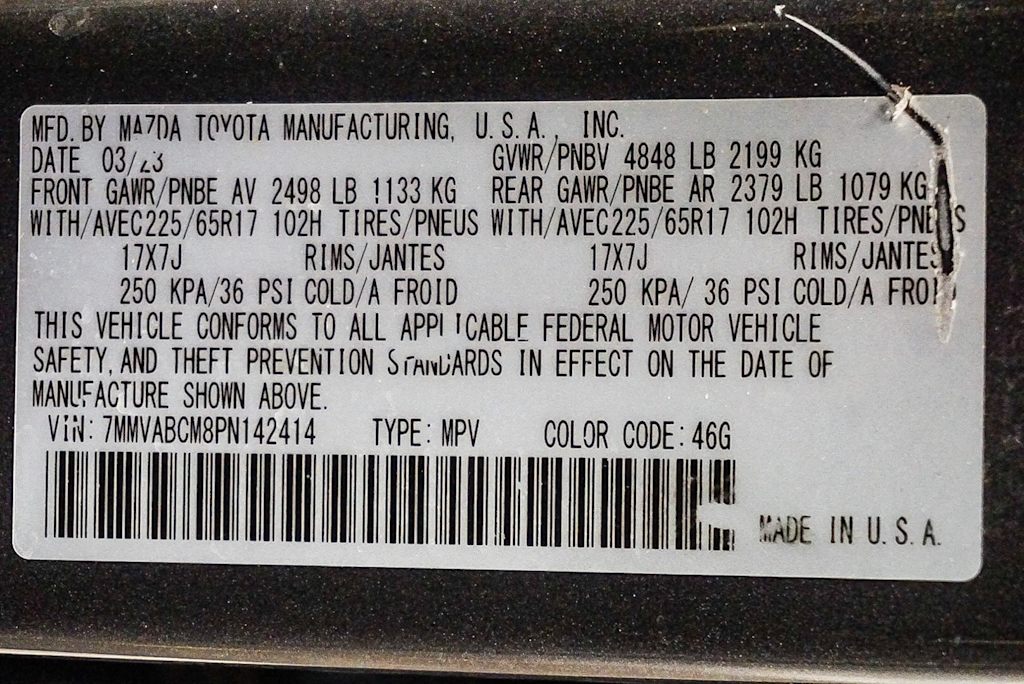 MFD. BY MAZDA TOYOTA MANUFACTURING, U.S.A., INC.
DATE 03/23 GVWR/PNBV 4848 LB 2199 KG
FRONT GAWR/PNBE AV 2498 LB 1133 KG REAR GAWR/PNBE AR 2379 LB 1079 KG
WITH/AVEC225/65R17 102H TIRES/PNEUS WITH/AVEC225/65R17 102H TIRES/PNEUS
17X7J RIMS/JANTES 17X7J RIMS/JANTES
250 KPA/36 PSI COLD/A FROID 250 KPA/ 36 PSI COLD/A FROID
THIS VEHICLE CONFORMS TO ALL APPLICABLE FEDERAL MOTOR VEHICLE
SAFETY, AND THEFT PREVENTION STANDARDS IN EFFECT ON THE DATE OF
MANUFACTURE SHOWN ABOVE.
VIN: 7MMVABCM8PN142414 TYPE: MPV COLOR CODE: 46G
MADE IN U.S.A.